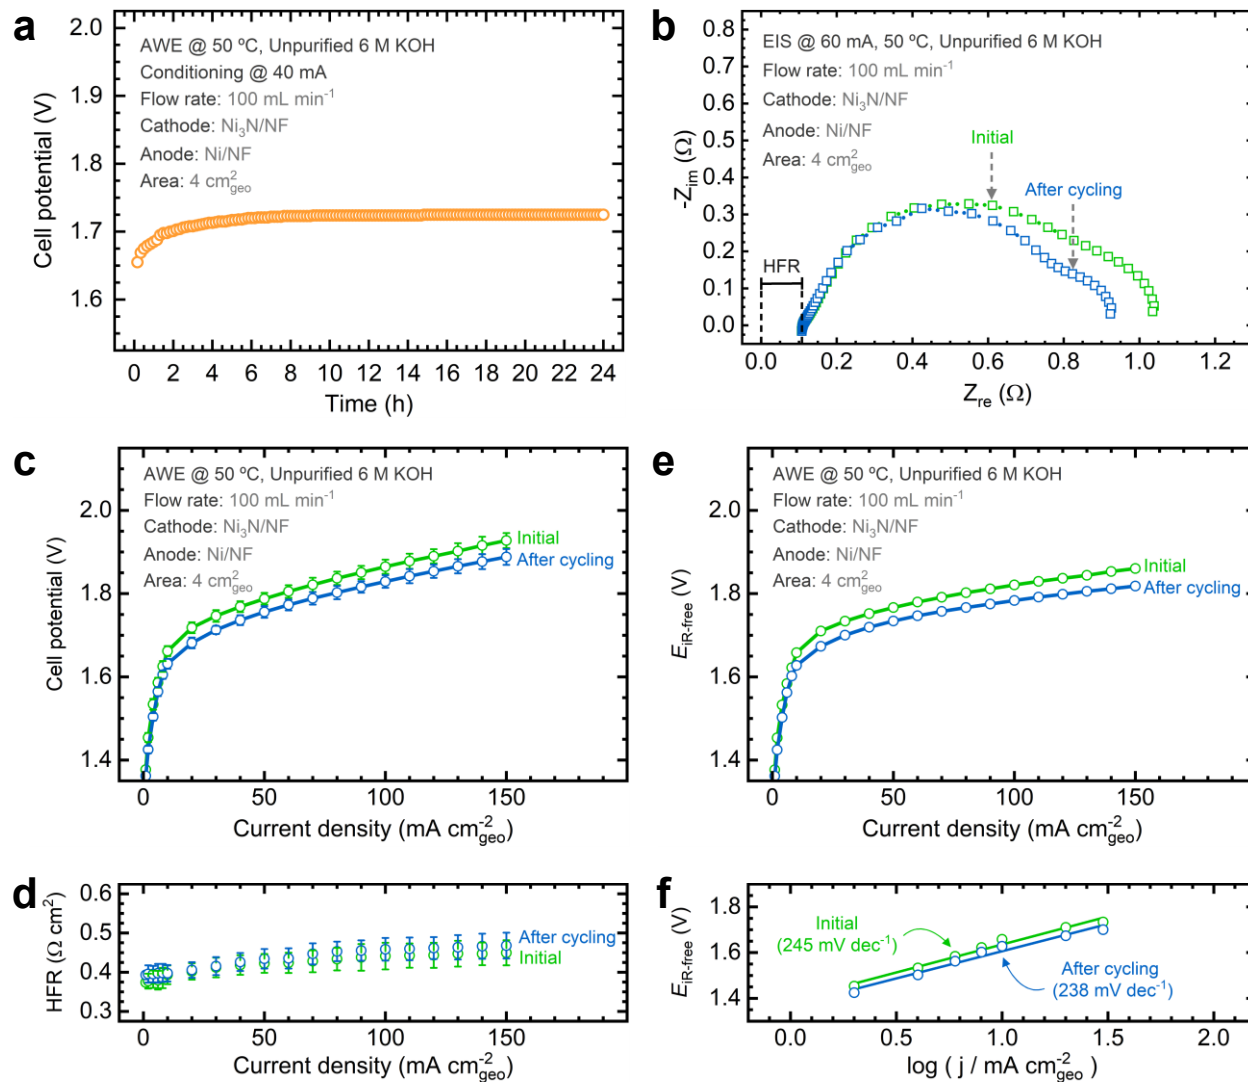 a
AWE @ 50 ºC, Unpurified 6 M KOH
Conditioning @ 40 mA
Flow rate: 100 mL min⁻¹
Cathode: Ni₃N/NF
Anode: Ni/NF
Area: 4 cm²geo
Cell potential (V)
2.0
1.9
1.8
1.7
1.6
0 2 4 6 8 10 12 14 16 18 20 22 24
Time (h)
b
EIS @ 60 mA, 50 ºC, Unpurified 6 M KOH
Flow rate: 100 mL min⁻¹
Cathode: Ni₃N/NF
Anode: Ni/NF
Area: 4 cm²geo
Initial
After cycling
HFR
-Zim (Ω)
0.8
0.7
0.6
0.5
0.4
0.3
0.2
0.1
0.0
0.0 0.2 0.4 0.6 0.8 1.0 1.2
Zre (Ω)
c
AWE @ 50 ºC, Unpurified 6 M KOH
Flow rate: 100 mL min⁻¹
Cathode: Ni₃N/NF
Anode: Ni/NF
Area: 4 cm²geo
Initial
After cycling
Cell potential (V)
2.0
1.8
1.6
1.4
0 50 100 150
Current density (mA cm⁻²geo)
e
AWE @ 50 ºC, Unpurified 6 M KOH
Flow rate: 100 mL min⁻¹
Cathode: Ni₃N/NF
Anode: Ni/NF
Area: 4 cm²geo
Initial
After cycling
EiR-free (V)
2.0
1.8
1.6
1.4
0 50 100 150
Current density (mA cm⁻²geo)
d
HFR (Ω cm²)
0.6
0.5
0.4
0.3
After cycling
Initial
0 50 100 150
Current density (mA cm⁻²geo)
f
EiR-free (V)
1.8
1.6
1.4
Initial
(245 mV dec⁻¹)
After cycling
(238 mV dec⁻¹)
0.0 0.5 1.0 1.5 2.0
log ( j / mA cm⁻²geo )